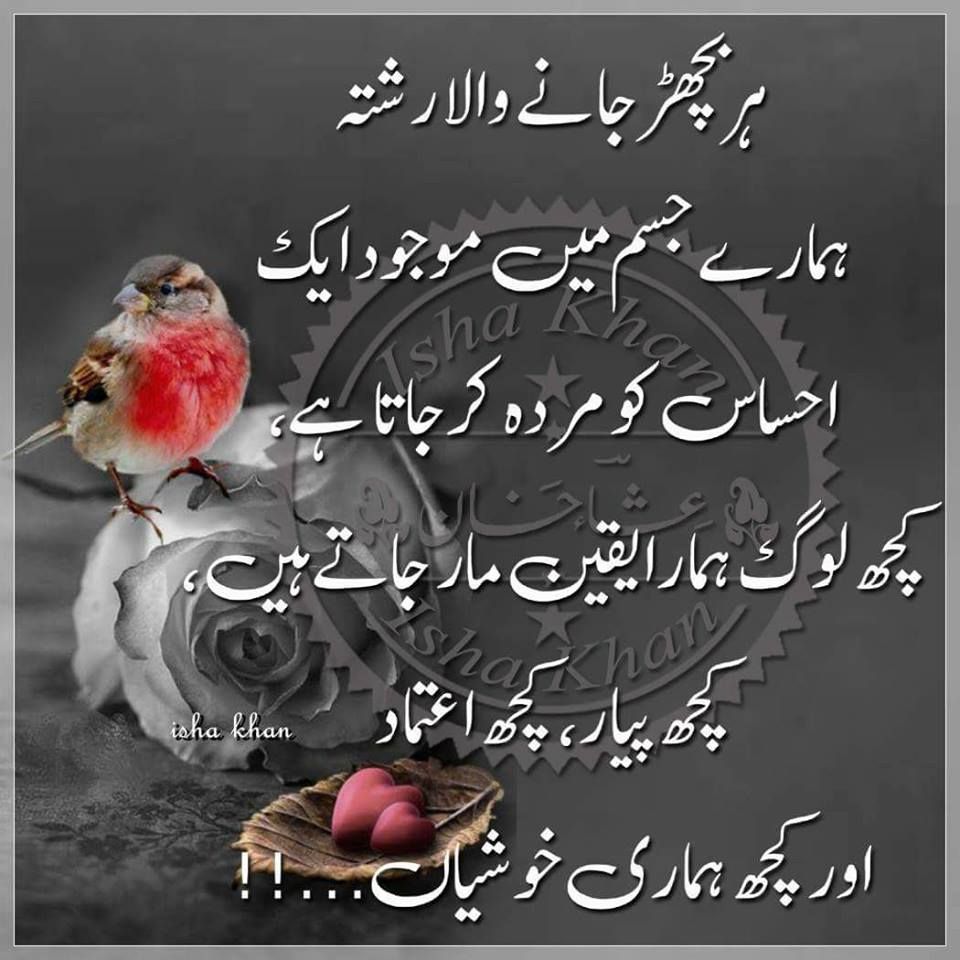 ہر بچھڑ جانے والا رشتہ
ہمارے جسم میں موجود ایک
Isha Khan
احساس کو مردہ کر جاتا ہے،
عشاء خان
کچھ لوگ ہمارا یقین مار جاتے ہیں،
Isha Khan
کچھ پیار، کچھ اعتماد
isha khan
اور کچھ ہماری خوشیاں...!!